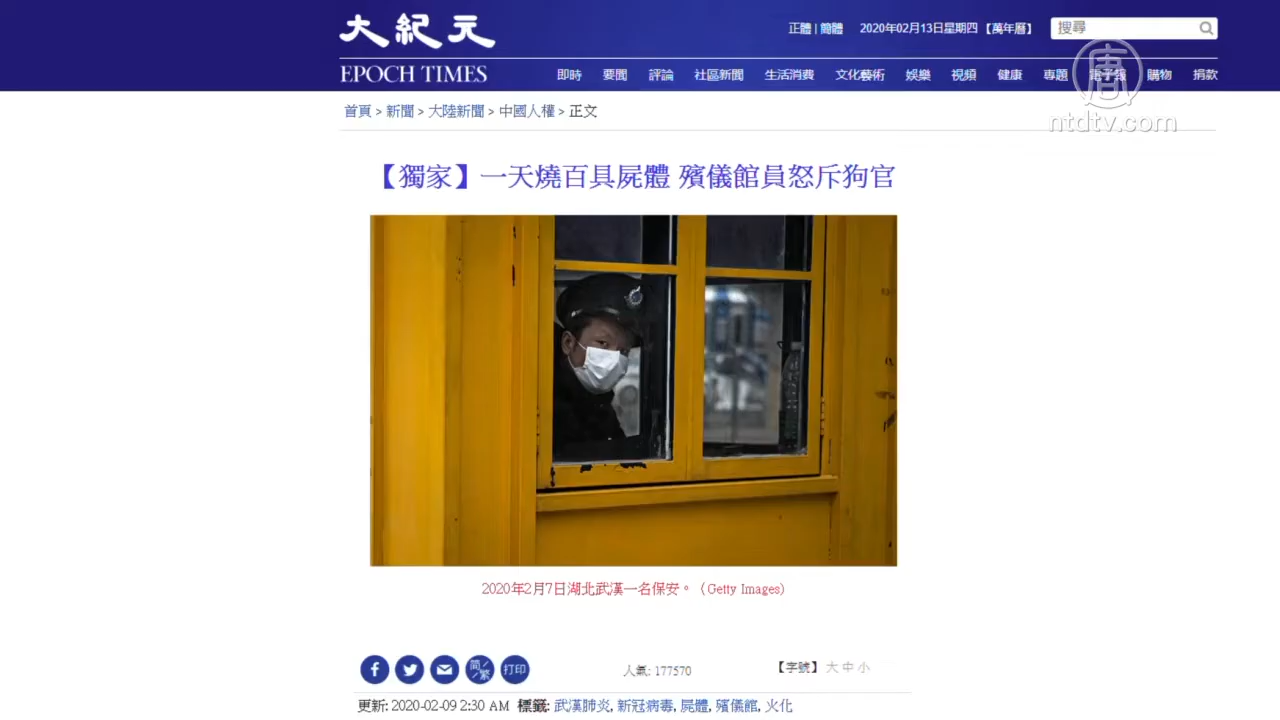 大紀元
正體 | 簡體 2020年02月13日星期四 【萬年曆】 搜尋
EPOCH TIMES 即時 要聞 評論 社區新聞 生活消費 文化藝術 娛樂 視頻 健康 專題 電子報 購物 捐款
唐
ntdtv.com
首頁 > 新聞 > 大陸新聞 > 中國人權 > 正文
【獨家】一天燒百具屍體 殯儀館員怒斥狗官
2020年2月7日湖北武漢一名保安。（Getty Images）
简／繁 打印 人氣: 177570 【字號】大 中 小
更新: 2020-02-09 2:30 AM 標籤: 武漢肺炎, 新冠病毒, 屍體, 殯儀館, 火化